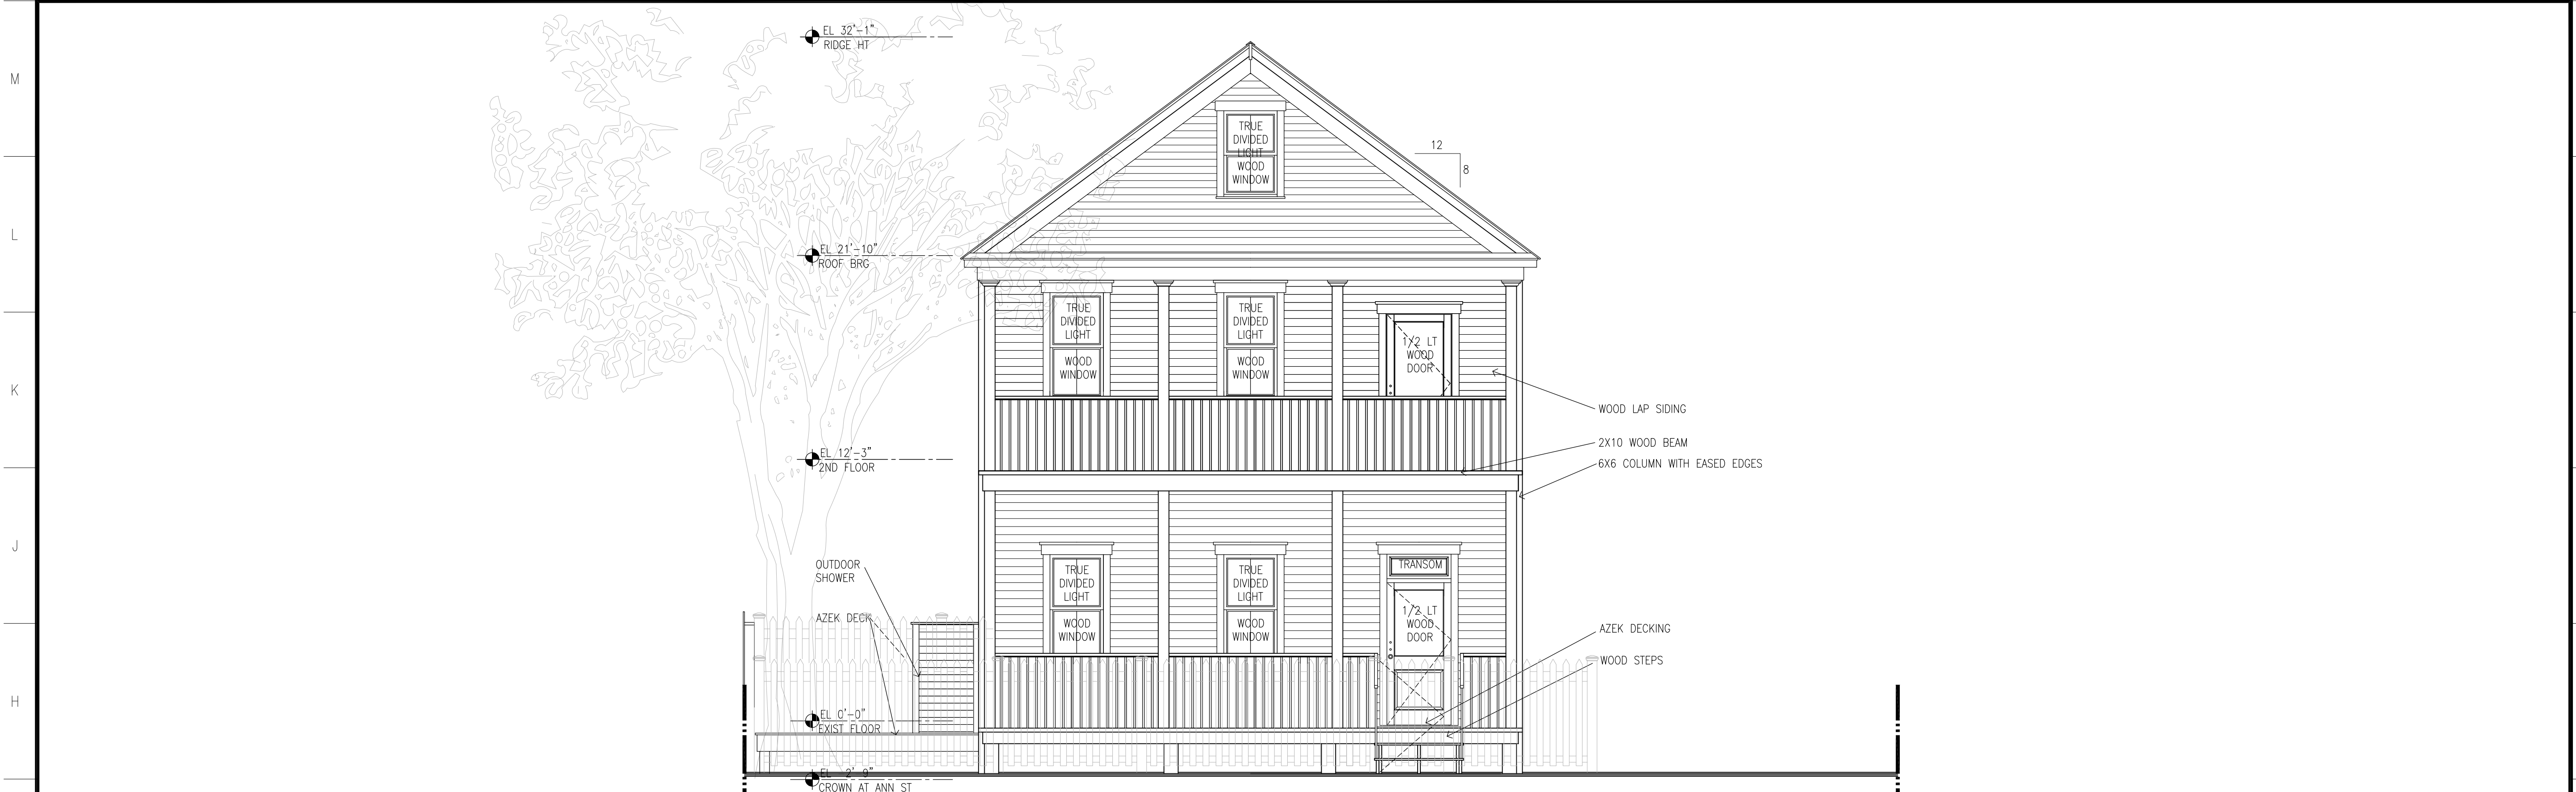 M
L
K
J
H
EL 32'-1"
RIDGE HT
EL 21'-10"
ROOF BRG
EL 12'-3"
2ND FLOOR
OUTDOOR
SHOWER
AZEK DECK
EL 0'-0"
EXIST FLOOR
EL -2'-9"
CROWN AT ANN ST
TRUE
DIVIDED
LIGHT
WOOD
WINDOW
12
8
TRUE
DIVIDED
LIGHT
WOOD
WINDOW
TRUE
DIVIDED
LIGHT
WOOD
WINDOW
1/2 LT
WOOD
DOOR
TRUE
DIVIDED
LIGHT
WOOD
WINDOW
TRUE
DIVIDED
LIGHT
WOOD
WINDOW
TRANSOM
1/2 LT
WOOD
DOOR
WOOD LAP SIDING
2X10 WOOD BEAM
6X6 COLUMN WITH EASED EDGES
AZEK DECKING
WOOD STEPS